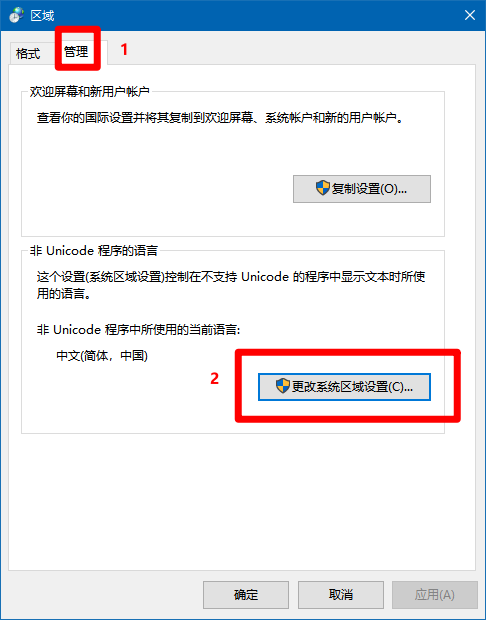 区域
格式
管理
1
欢迎屏幕和新用户帐户
查看你的国际设置并将其复制到欢迎屏幕、系统帐户和新的用户帐户。
复制设置(O)...
非 Unicode 程序的语言
这个设置(系统区域设置)控制在不支持 Unicode 的程序中显示文本时所使
用的语言。
非 Unicode 程序中所使用的当前语言:
中文(简体，中国)
2
更改系统区域设置(C)...
确定
取消
应用(A)